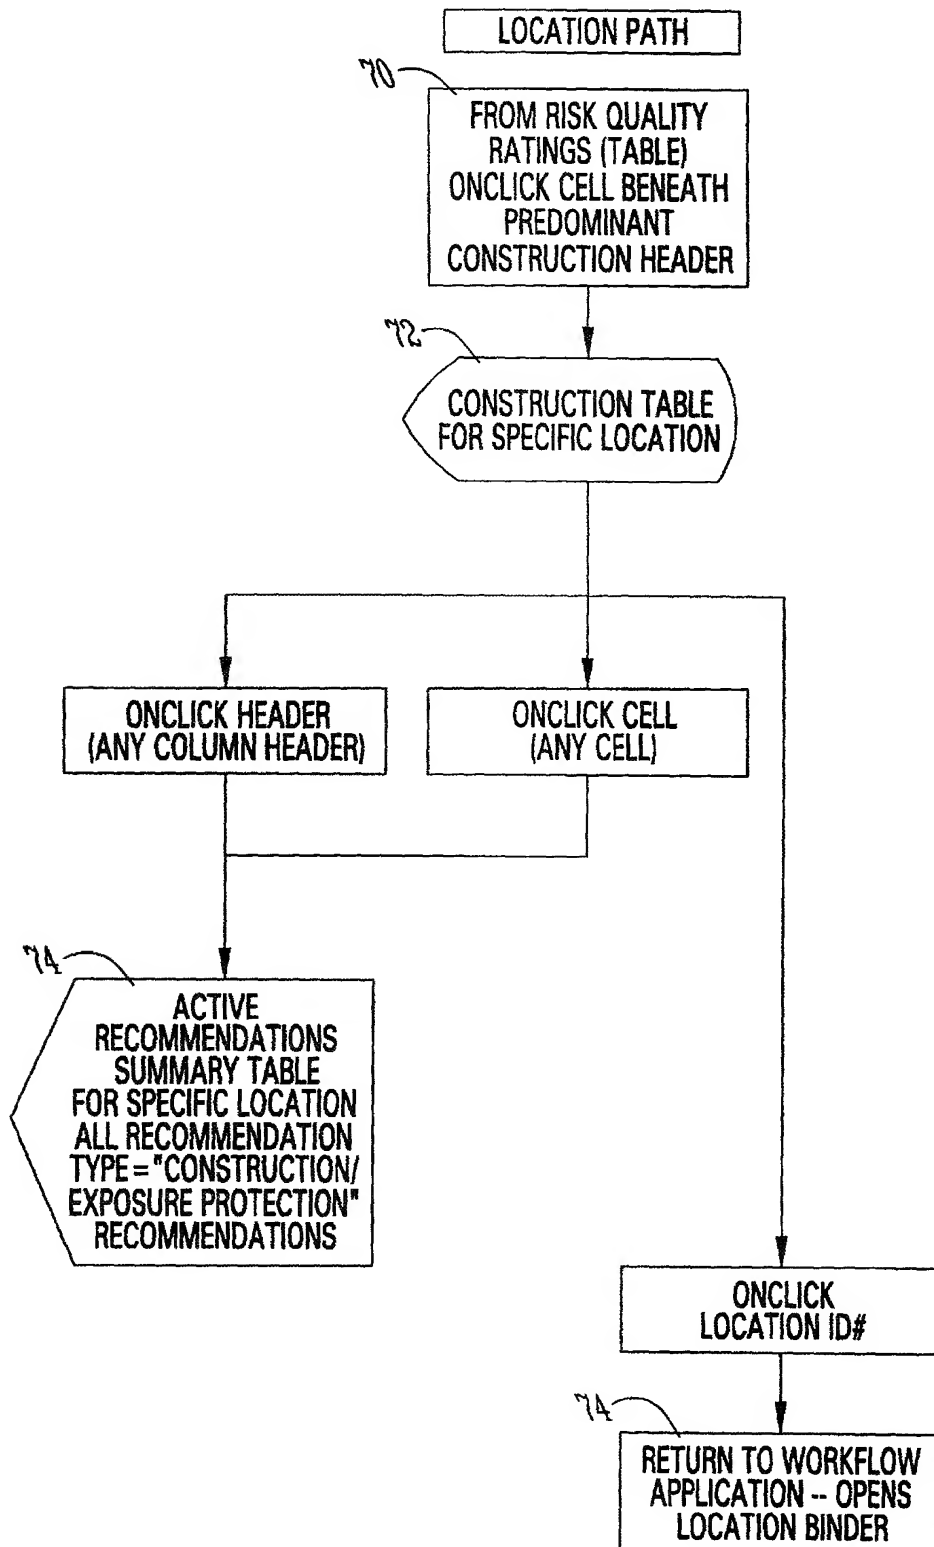 LOCATION PATH
70
FROM RISK QUALITY
RATINGS (TABLE)
ONCLICK CELL BENEATH
PREDOMINANT
CONSTRUCTION HEADER
72
CONSTRUCTION TABLE
FOR SPECIFIC LOCATION
ONCLICK HEADER
(ANY COLUMN HEADER)
ONCLICK CELL
(ANY CELL)
74
ACTIVE
RECOMMENDATIONS
SUMMARY TABLE
FOR SPECIFIC LOCATION
ALL RECOMMENDATION
TYPE = "CONSTRUCTION/
EXPOSURE PROTECTION"
RECOMMENDATIONS
ONCLICK
LOCATION ID#
74
RETURN TO WORKFLOW
APPLICATION -- OPENS
LOCATION BINDER